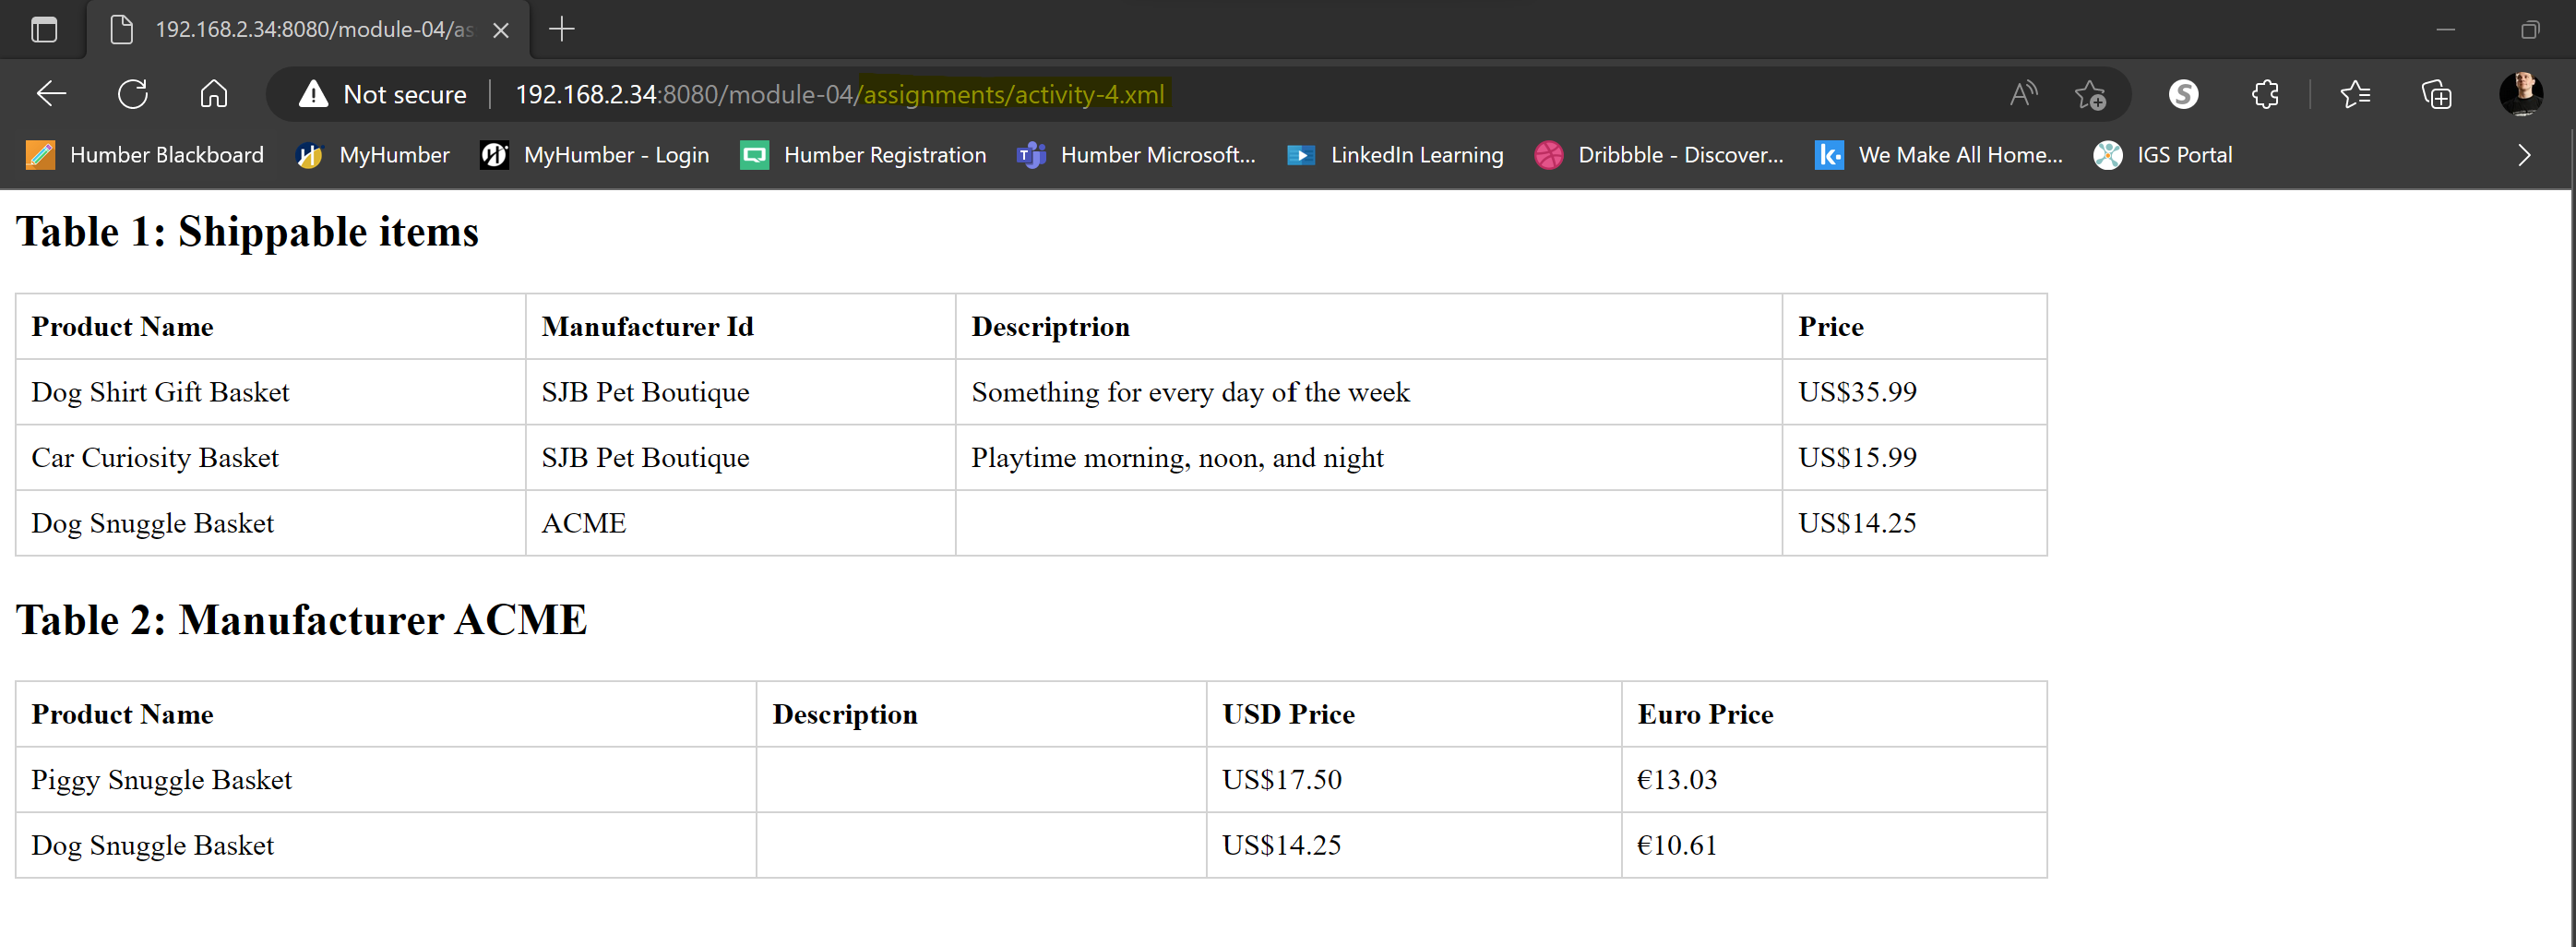 192.168.2.34:8080/module-04/as
Not secure 192.168.2.34:8080/module-04/assignments/activity-4.xml
Humber Blackboard MyHumber MyHumber - Login Humber Registration Humber Microsoft... LinkedIn Learning Dribbble - Discover... We Make All Home... IGS Portal
Table 1: Shippable items
Product Name Manufacturer Id Descriptrion Price
Dog Shirt Gift Basket SJB Pet Boutique Something for every day of the week US$35.99
Car Curiosity Basket SJB Pet Boutique Playtime morning, noon, and night US$15.99
Dog Snuggle Basket ACME US$14.25
Table 2: Manufacturer ACME
Product Name Description USD Price Euro Price
Piggy Snuggle Basket US$17.50 €13.03
Dog Snuggle Basket US$14.25 €10.61